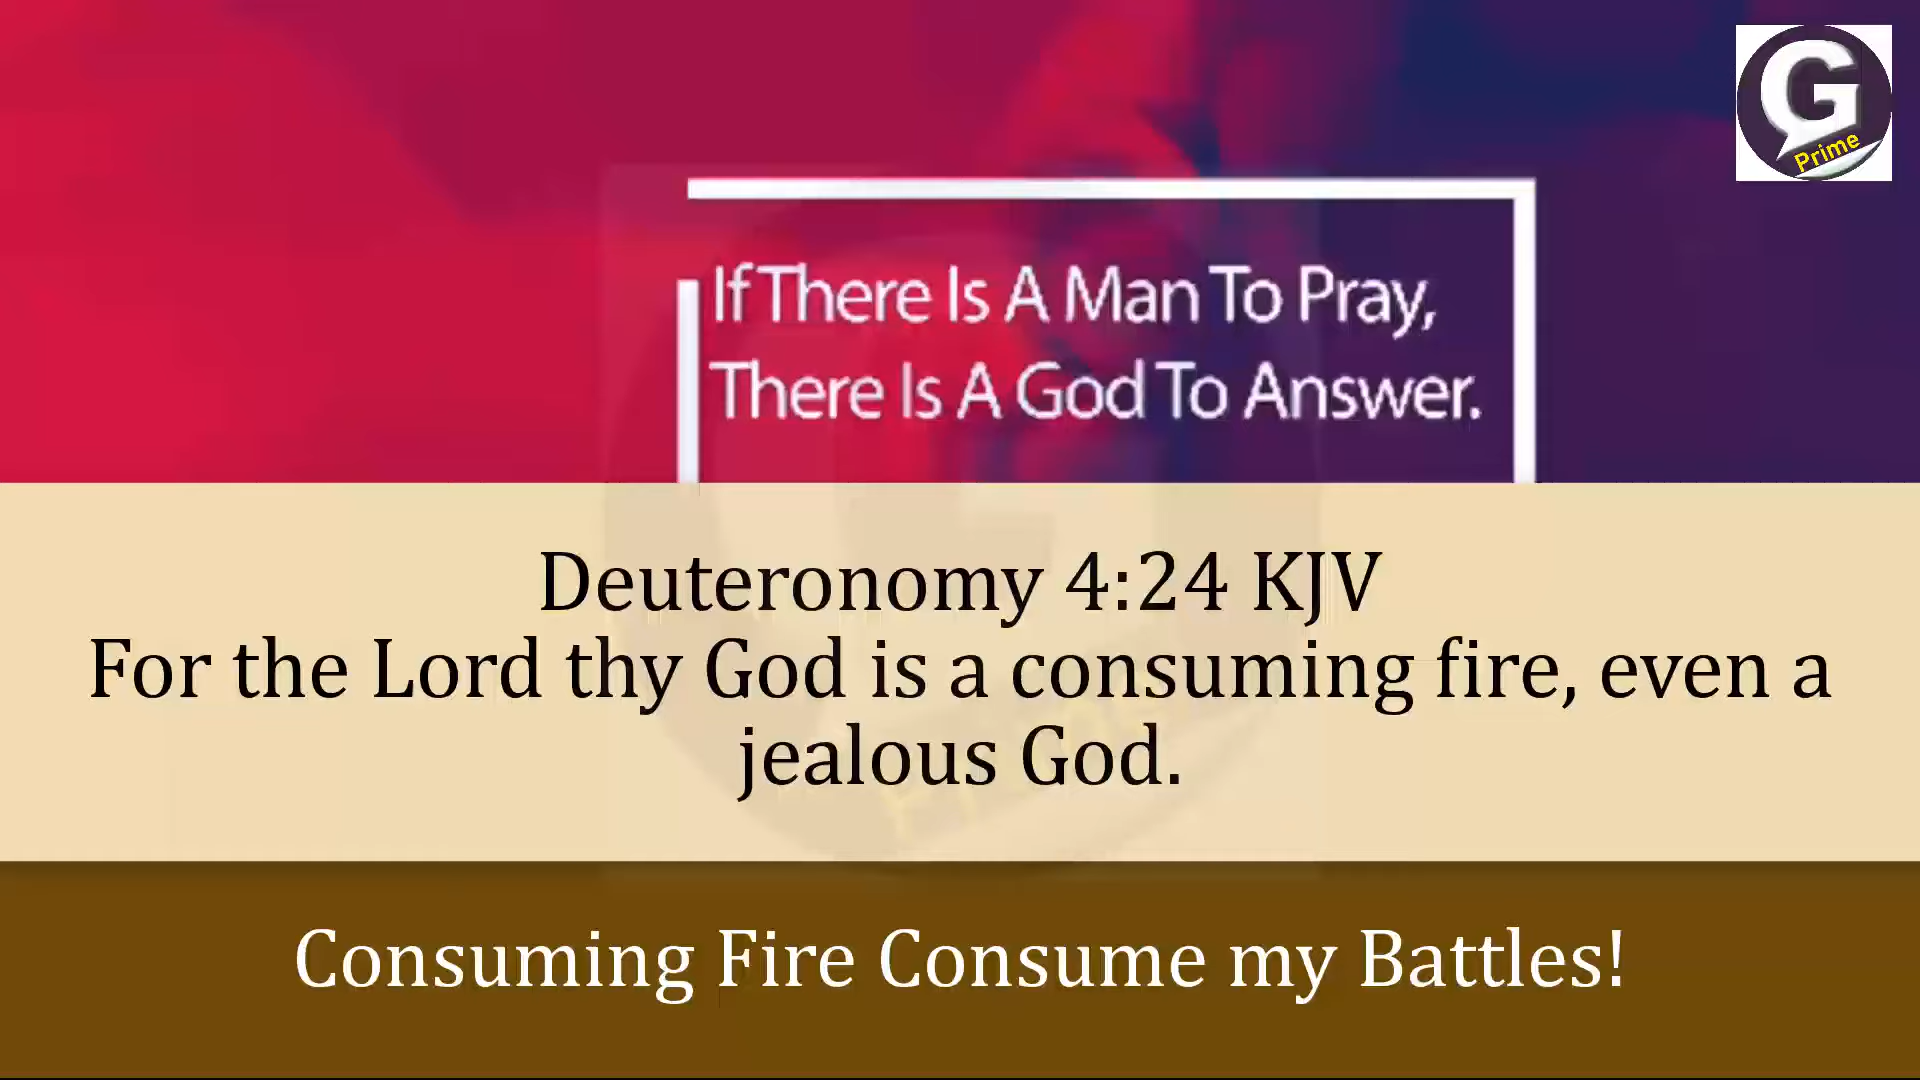 G
Prime
If There Is A Man To Pray,
There Is A God To Answer.
Deuteronomy 4:24 KJV
For the Lord thy God is a consuming fire, even a
jealous God.
Consuming Fire Consume my Battles!